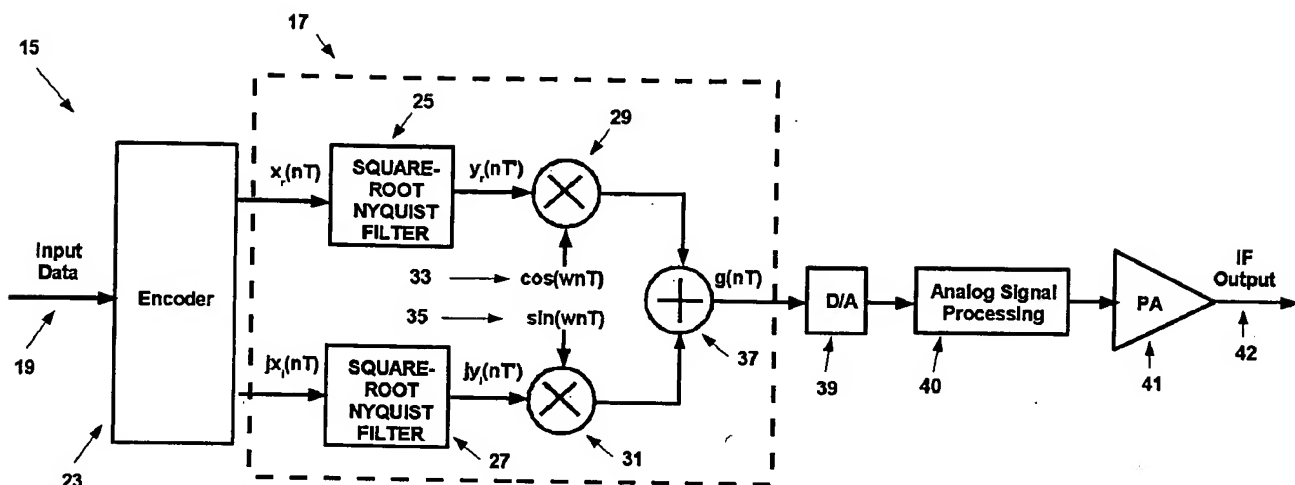 15
17
25
29
x_r(nT)
SQUARE-
ROOT
NYQUIST
FILTER
y_r(nT')
Input
Data
Encoder
33
cos(wnT)
g(nT)
D/A
Analog Signal
Processing
PA
IF
Output
35
sin(wnT)
19
37
39
40
41
42
jx_i(nT)
SQUARE-
ROOT
NYQUIST
FILTER
jy_i(nT')
23
27
31